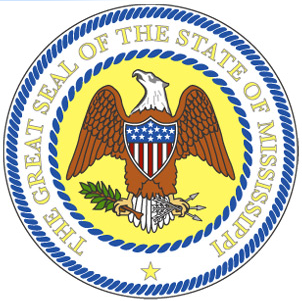 THE GREAT SEAL OF THE STATE OF MISSISSIPPI